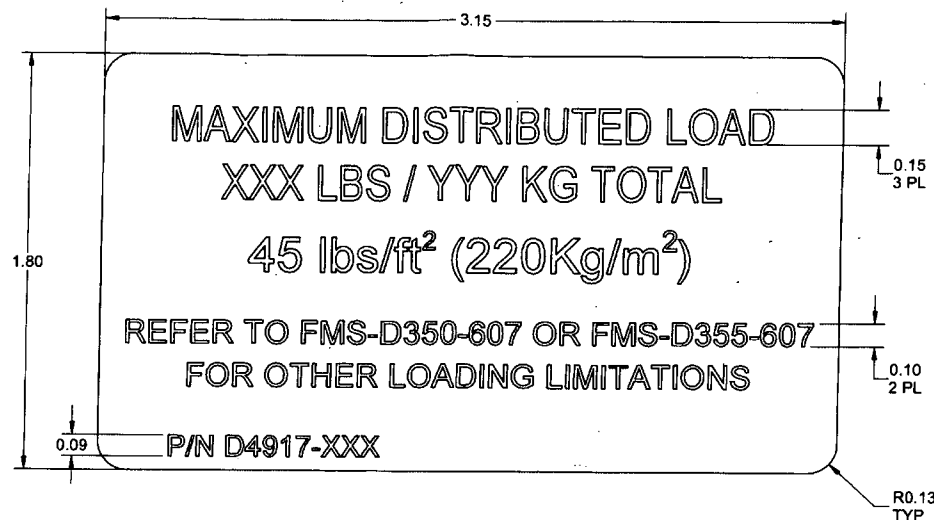 3.15
MAXIMUM DISTRIBUTED LOAD
0.15
3 PL
XXX LBS / YYY KG TOTAL
1.80
45 lbs/ft² (220Kg/m²)
REFER TO FMS-D350-607 OR FMS-D355-607
0.10
2 PL
FOR OTHER LOADING LIMITATIONS
0.09
P/N D4917-XXX
R0.13
TYP